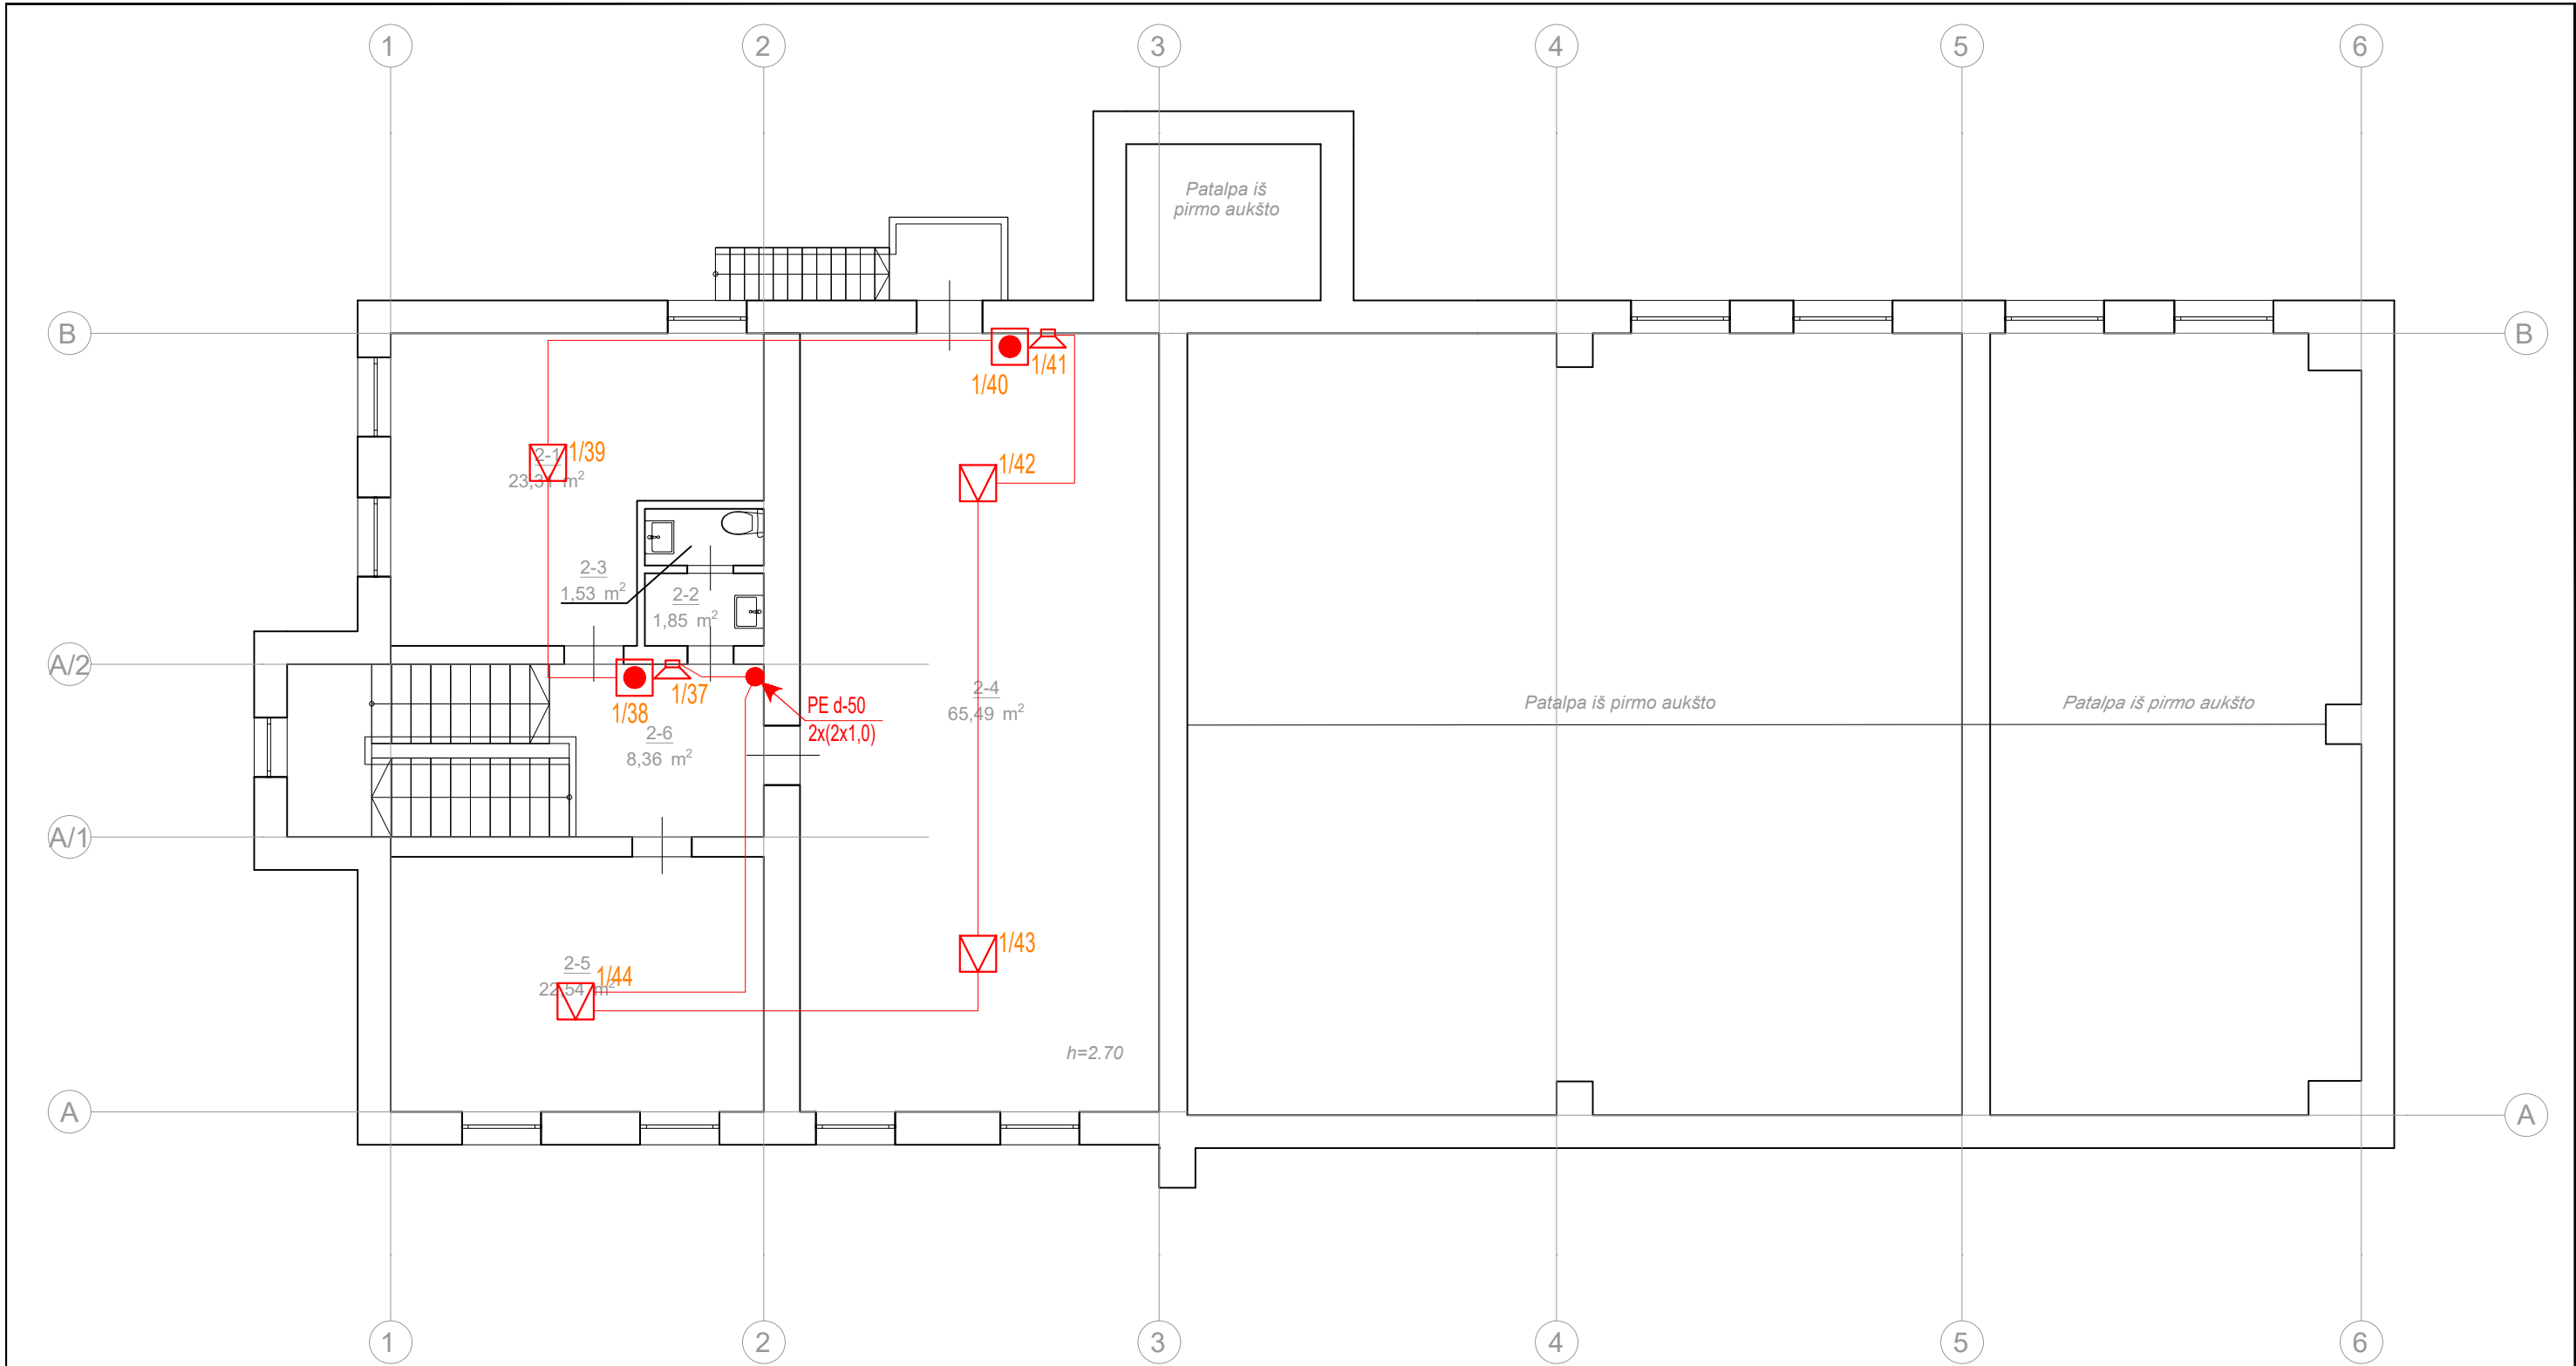 1
2
3
4
5
6
Patalpa iš
pirmo aukšto
B
B
1/41
1/40
1/39
2-1
1/42
2-3
1,53 m²
2-2
1,85 m²
A/2
1/37
1/38
PE d-50
2x(2x1,0)
2-4
65,49 m²
Patalpa iš pirmo aukšto
Patalpa iš pirmo aukšto
2-6
8,36 m²
A/1
1/43
2-5
1/44
22,54 m²
h=2.70
A
A
1
2
3
4
5
6